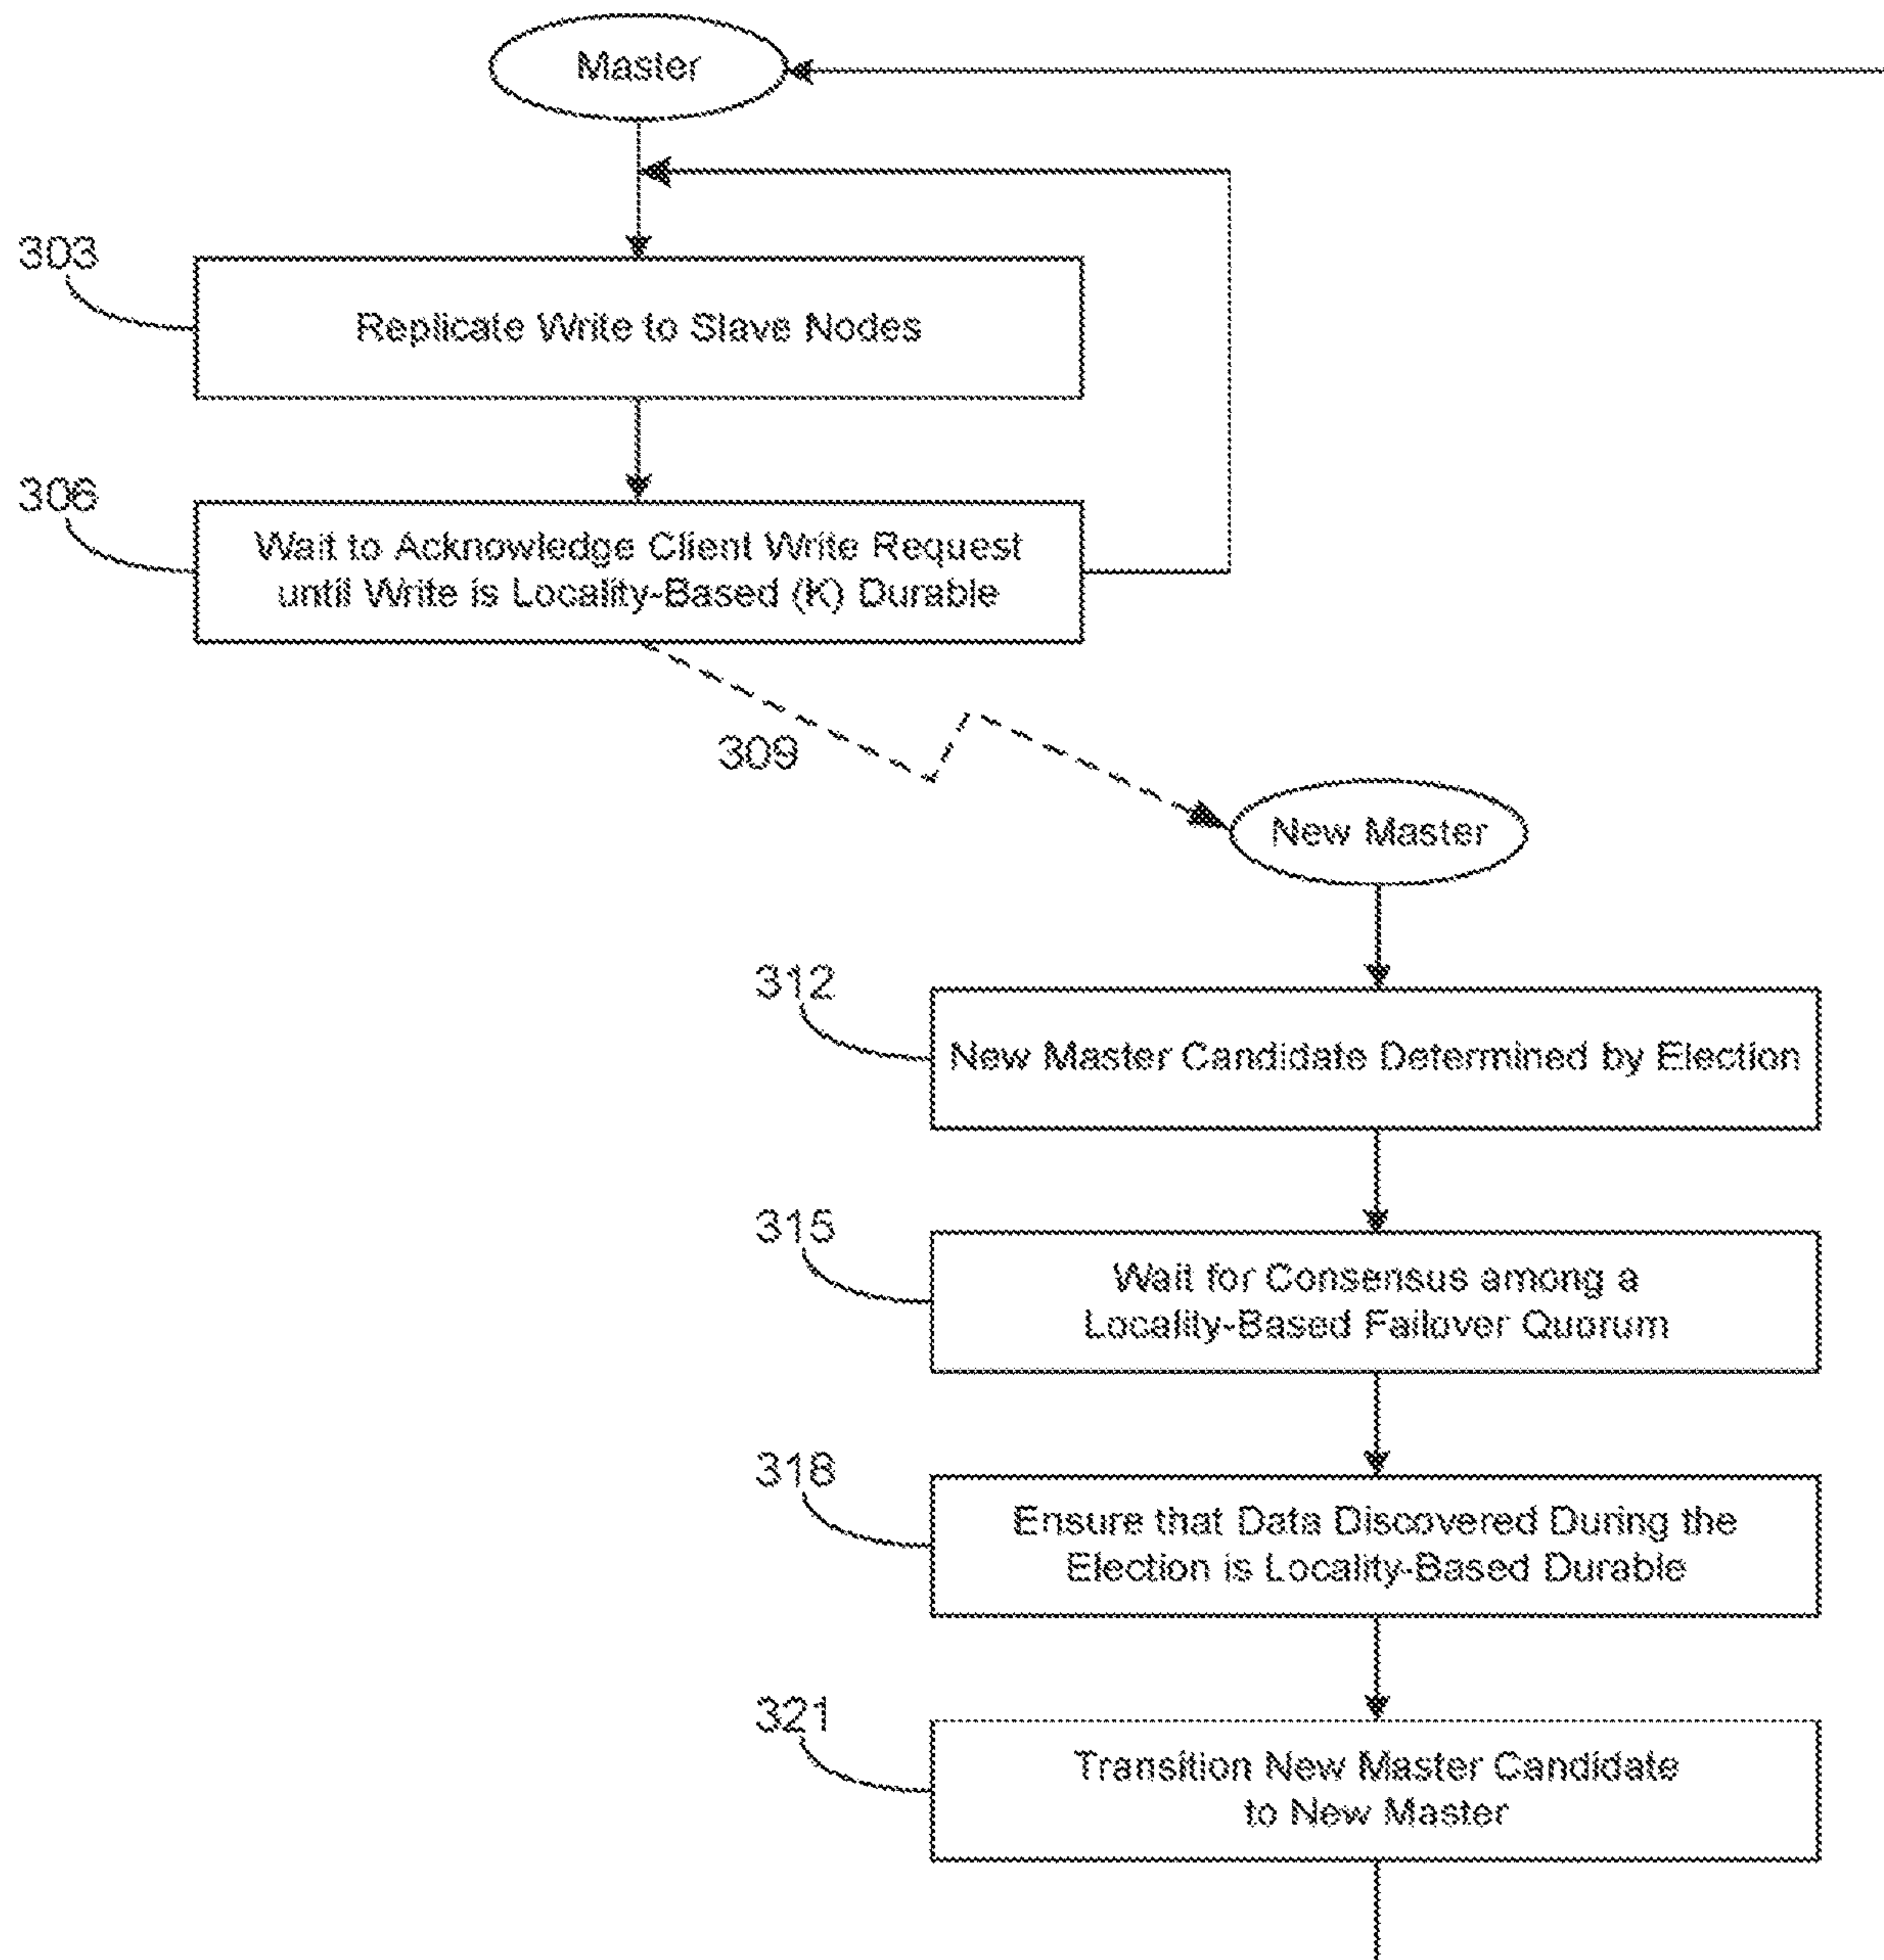 Master
303
Replicate Write to Slave Nodes
306
Wait to Acknowledge Client Write Request
until Write is Locality-Based (K) Durable
309
New Master
312
New Master Candidate Determined by Election
315
Wait for Consensus among a
Locality-Based Failover Quorum
318
Ensure that Data Discovered During the
Election is Locality-Based Durable
321
Transition New Master Candidate
to New Master